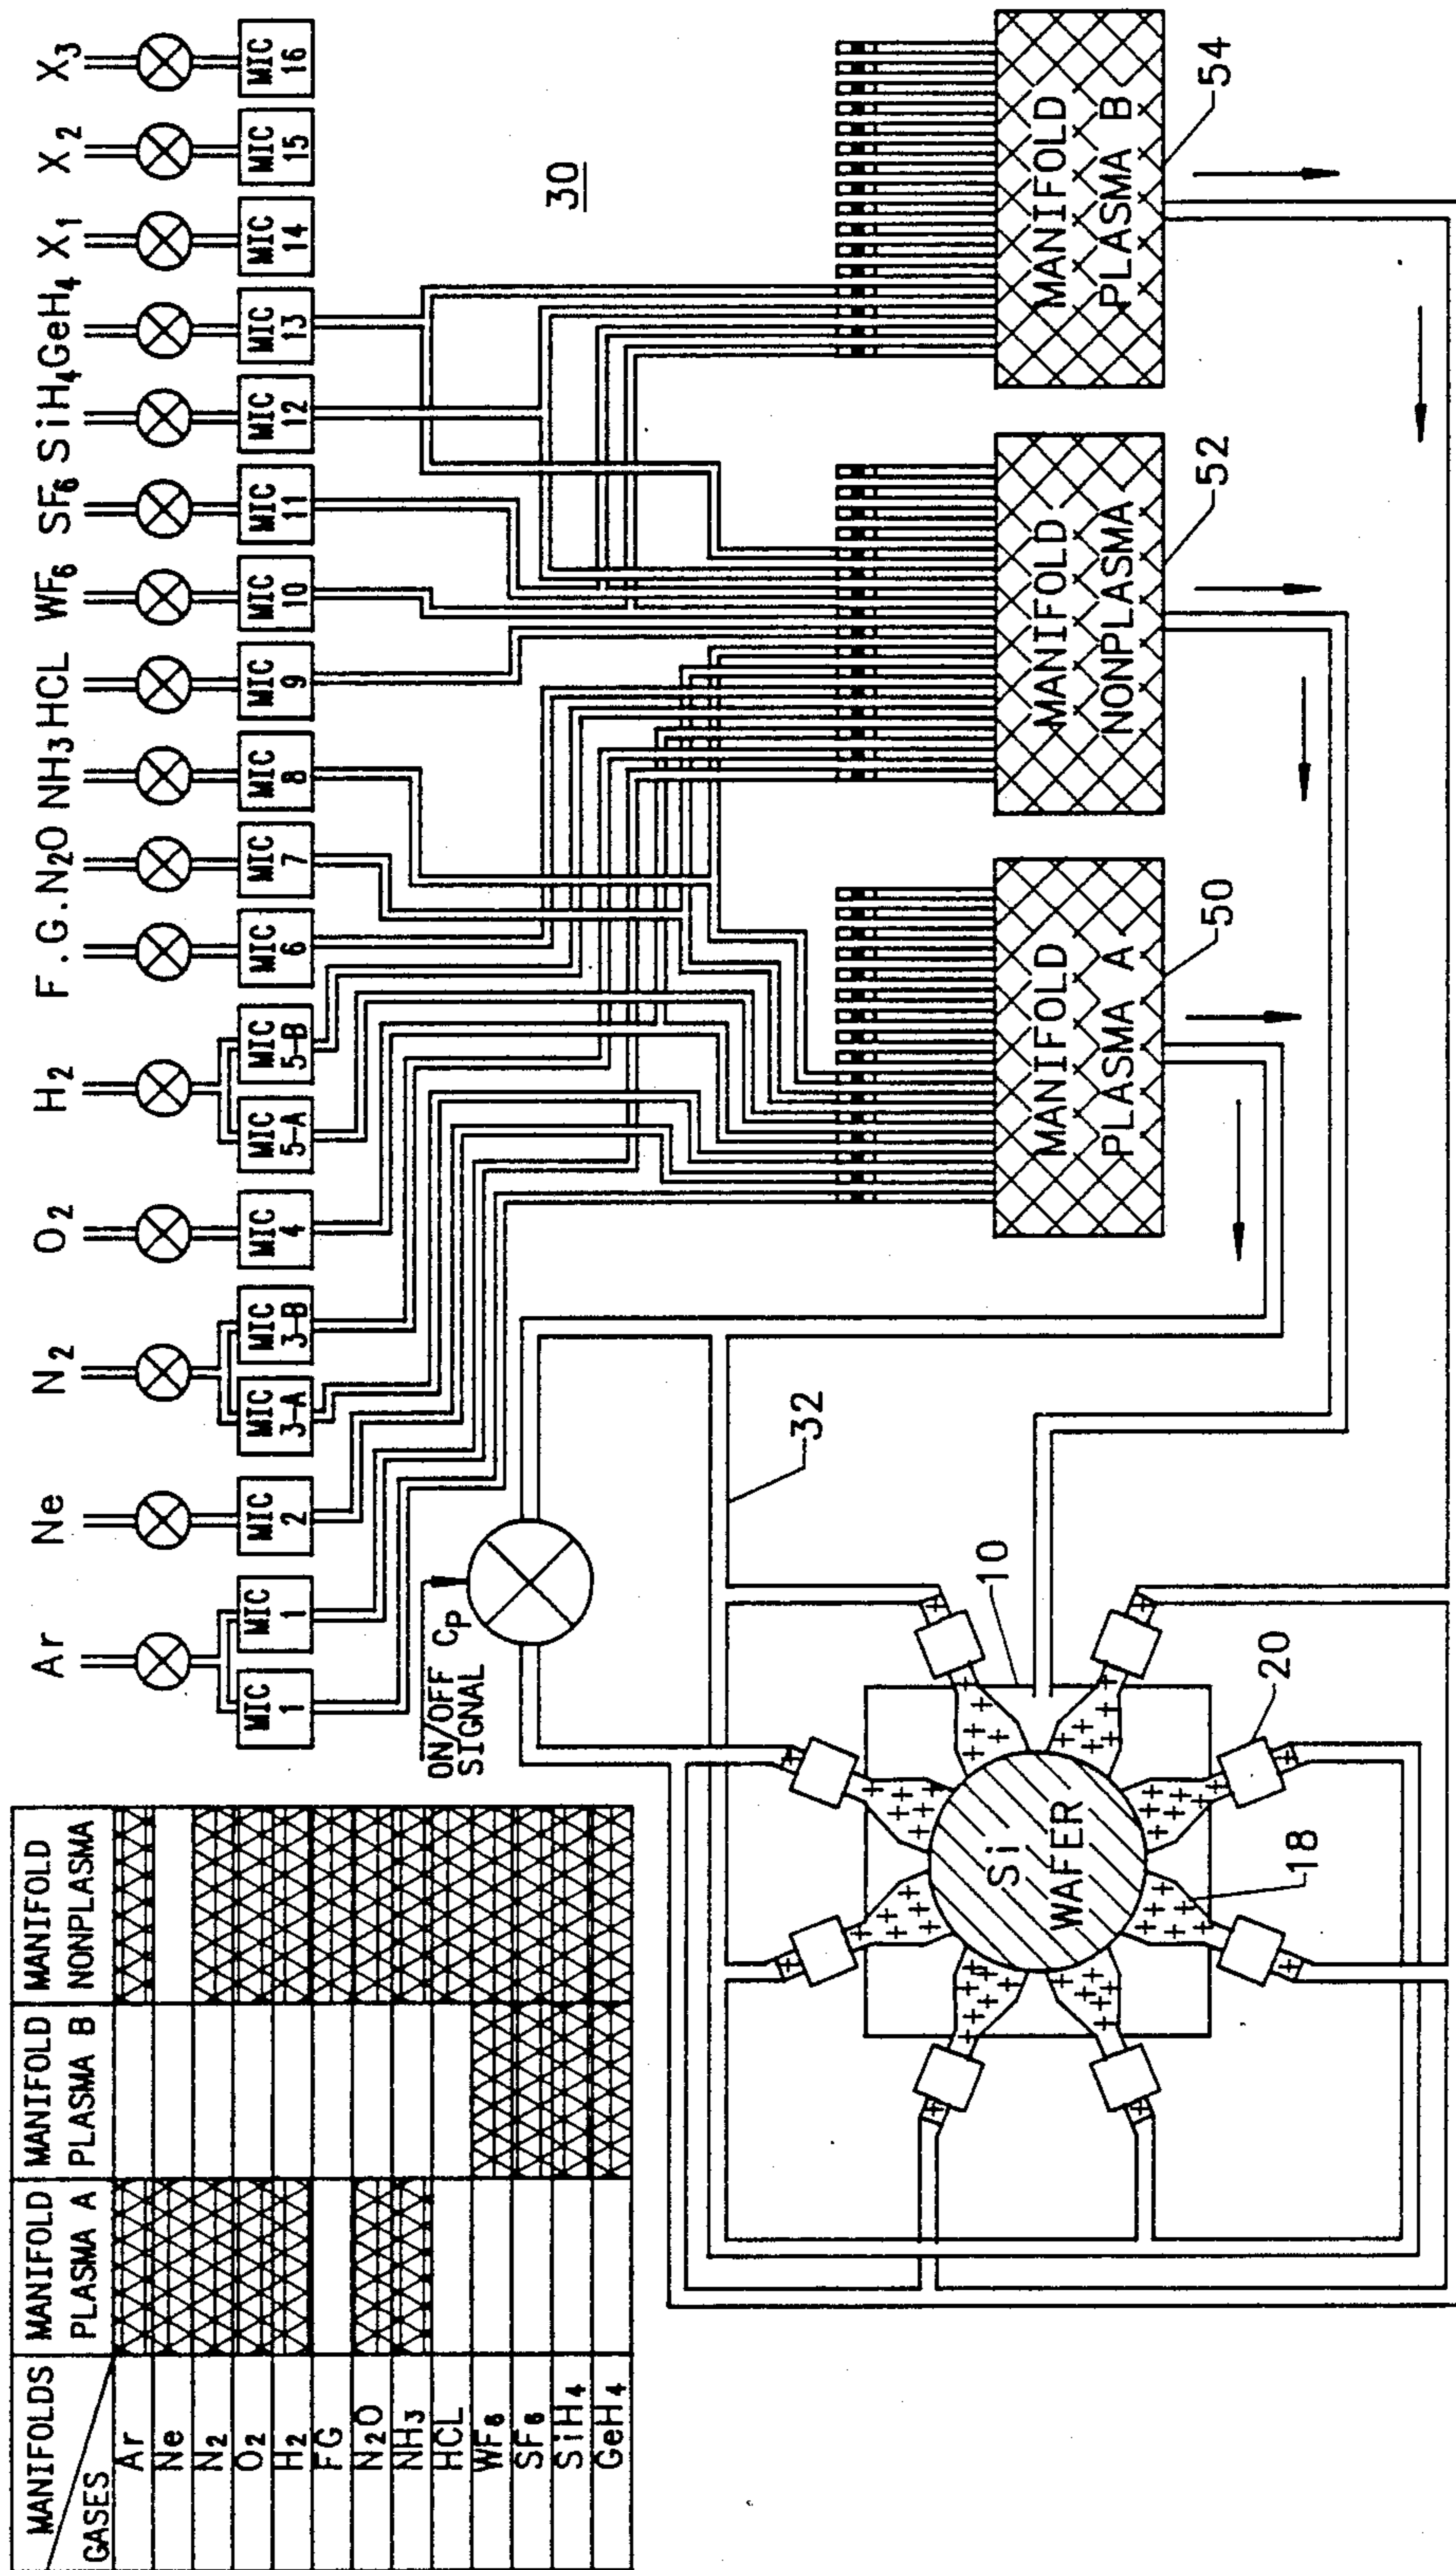 MANIFOLDS MANIFOLD MANIFOLD MANIFOLD
GASES PLASMA A PLASMA B NONPLASMA
Ar
Ne
N₂
O₂
H₂
FG
N₂O
NH₃
HCL
WF₆
SF₆
SiH₄
GeH₄
Ar Ne N₂ O₂ H₂ F.G. N₂O NH₃ HCL WF₆ SF₆ SiH₄ GeH₄ X₁ X₂ X₃
MIC 1
MIC 1
MIC 2
MIC 3-A
MIC 3-B
MIC 4
MIC 5-A
MIC 5-B
MIC 6
MIC 7
MIC 8
MIC 9
MIC 10
MIC 11
MIC 12
MIC 13
MIC 14
MIC 15
MIC 16
ON/OFF Cₚ
SIGNAL
30
32
10
20
18
Si
WAFER
MANIFOLD
PLASMA A
50
MANIFOLD
NONPLASMA
52
MANIFOLD
PLASMA B
54